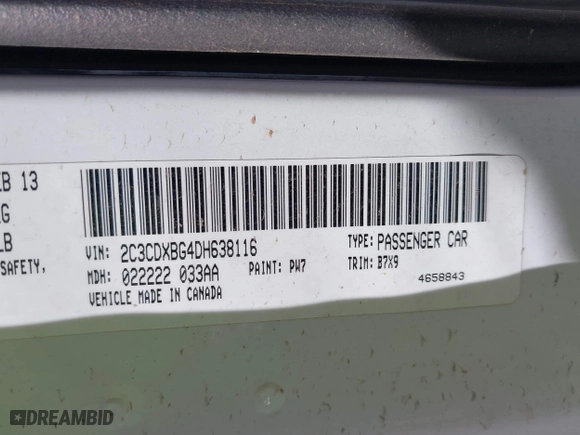 B 13
G
LB
SAFETY,
VIN: 2C3CDXBG4DH638116
TYPE: PASSENGER CAR
MDH: 022222 033AA
PAINT: PW7
TRIM: B7X9
VEHICLE MADE IN CANADA
4658843
DREAMBID